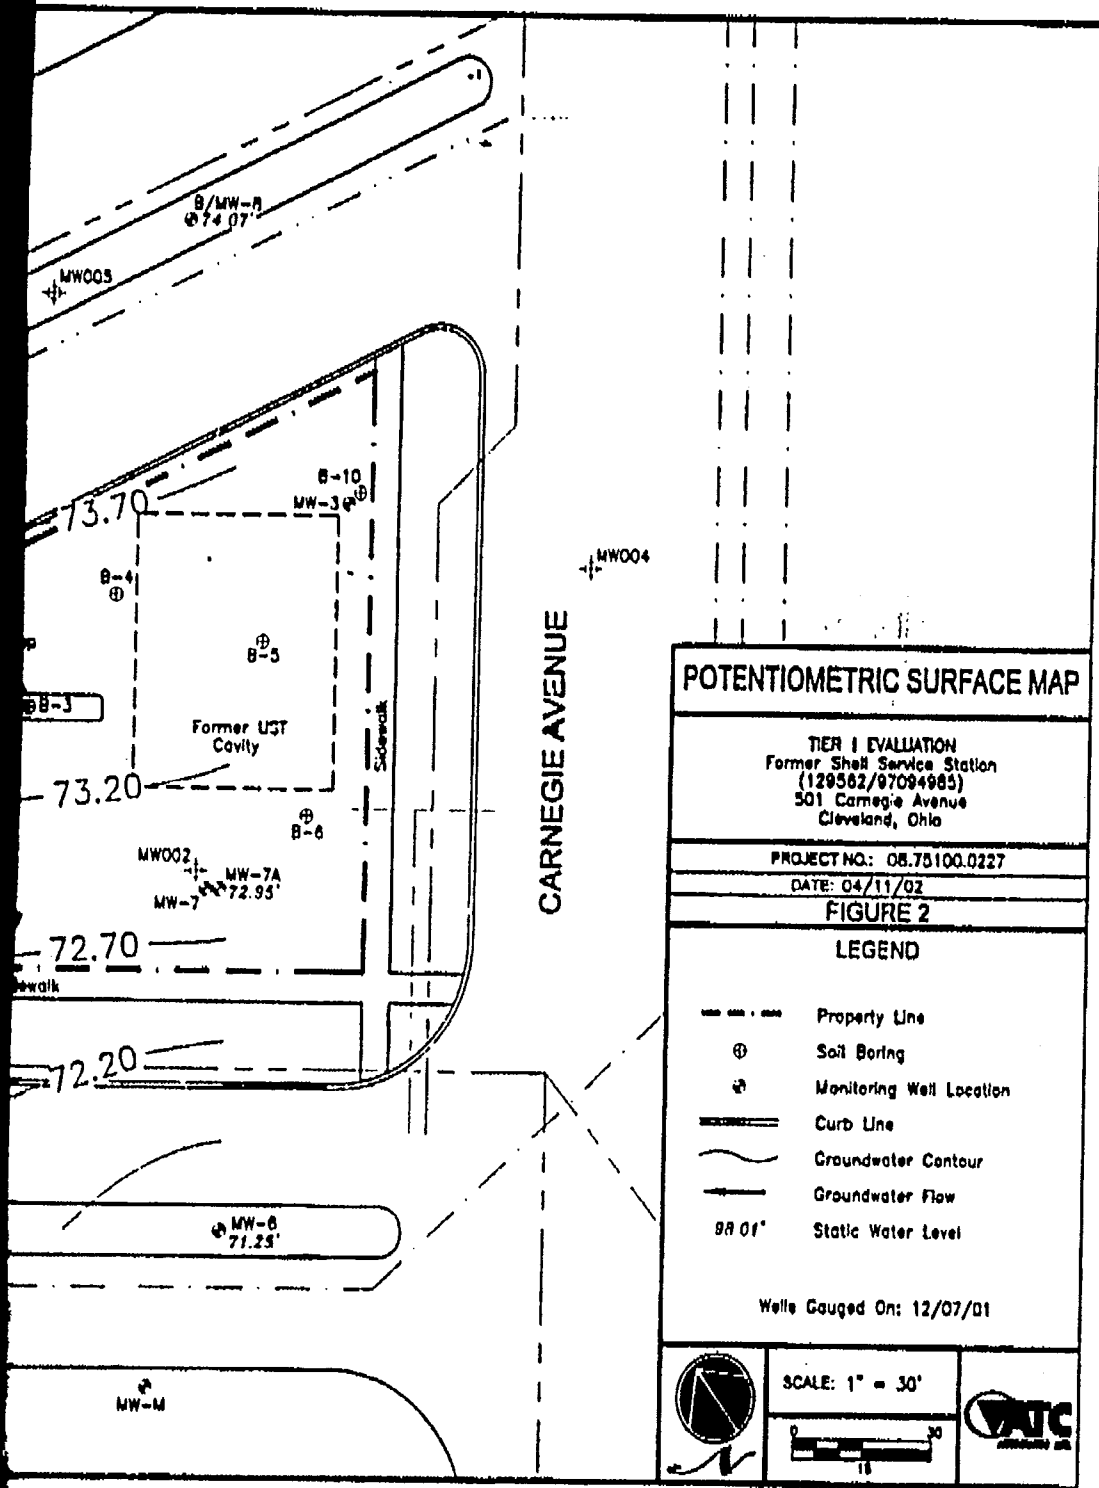 B/MW-8
74.07'
MW005
B-10
MW-3
73.70
MW004
B-4
B-5
B-3
Former UST
Cavity
Sidewalk
CARNEGIE AVENUE
73.20
B-6
MW002
MW-7A
72.95'
MW-7
72.70
72.20
MW-6
71.25'
MW-M
POTENTIOMETRIC SURFACE MAP
TIER 1 EVALUATION
Former Shell Service Station
(129562/97094985)
501 Carnegie Avenue
Cleveland, Ohio
PROJECT NO.: 08.75100.0227
DATE: 04/11/02
FIGURE 2
LEGEND
Property Line
Soil Boring
Monitoring Well Location
Curb Line
Groundwater Contour
Groundwater Flow
98.01' Static Water Level
Wells Gauged On: 12/07/01
SCALE: 1" = 30'
0 30
15
ATC